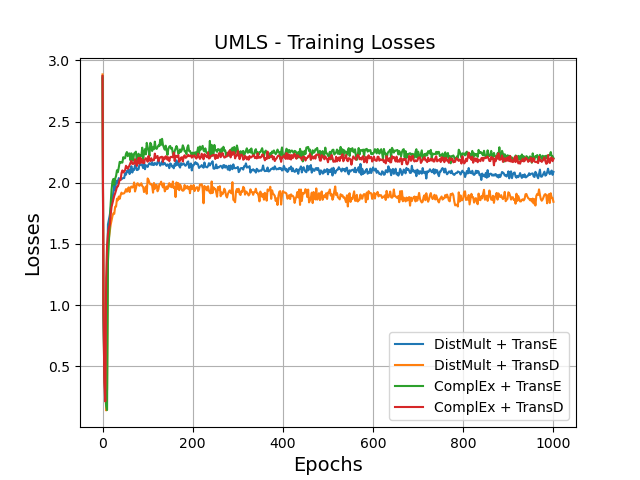 UMLS - Training Losses
3.0
2.5
2.0
1.5
1.0
0.5
Losses
0 200 400 600 800 1000
Epochs
DistMult + TransE
DistMult + TransD
ComplEx + TransE
ComplEx + TransD